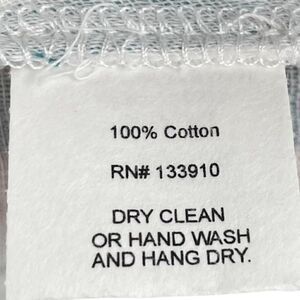 100% Cotton
RN# 133910
DRY CLEAN
OR HAND WASH
AND HANG DRY.